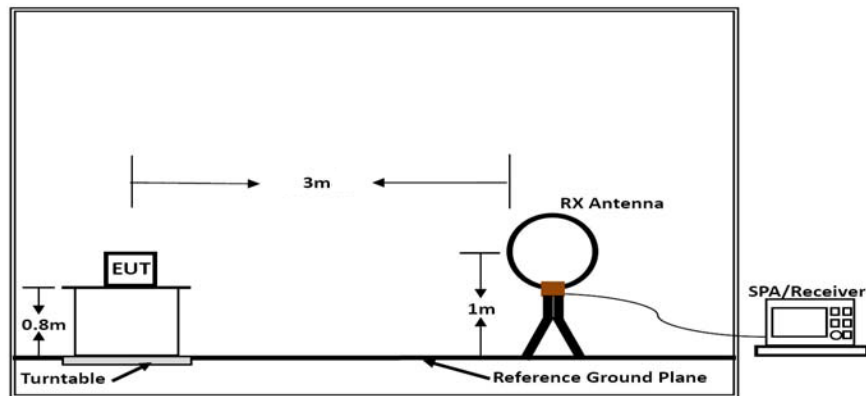 3m
RX Antenna
EUT
SPA/Receiver
0.8m
1m
Turntable
Reference Ground Plane